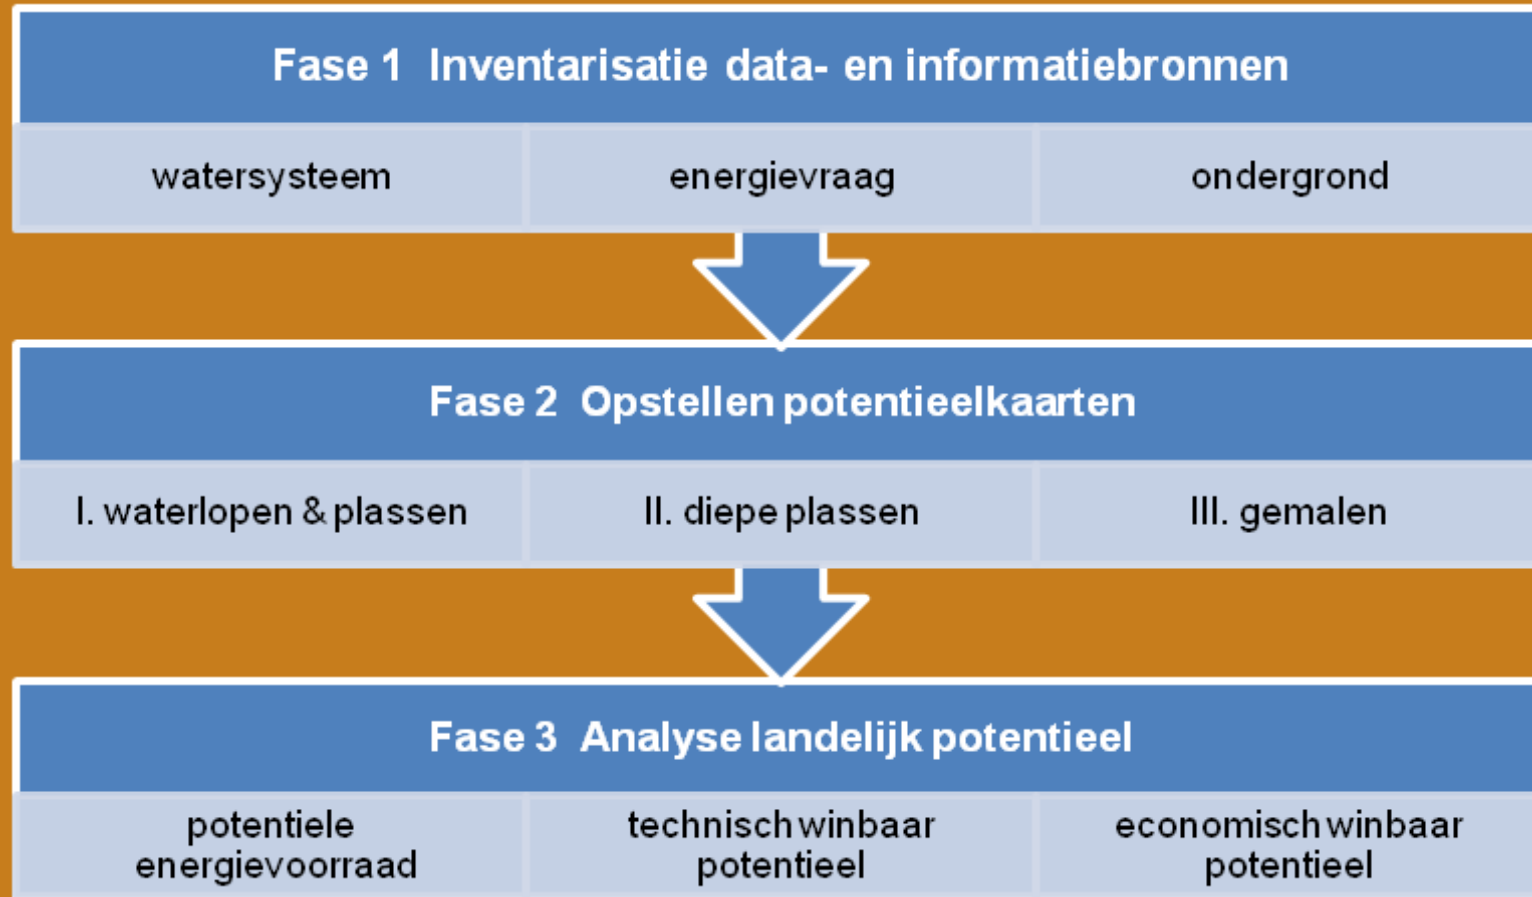 Fase 1 Inventarisatie data- en informatiebronnen
watersysteem
energievraag
ondergrond
Fase 2 Opstellen potentieelkaarten
I. waterlopen & plassen
II. diepe plassen
III. gemalen
Fase 3 Analyse landelijk potentieel
potentiele
energievoorraad
technisch winbaar
potentieel
economisch winbaar
potentieel